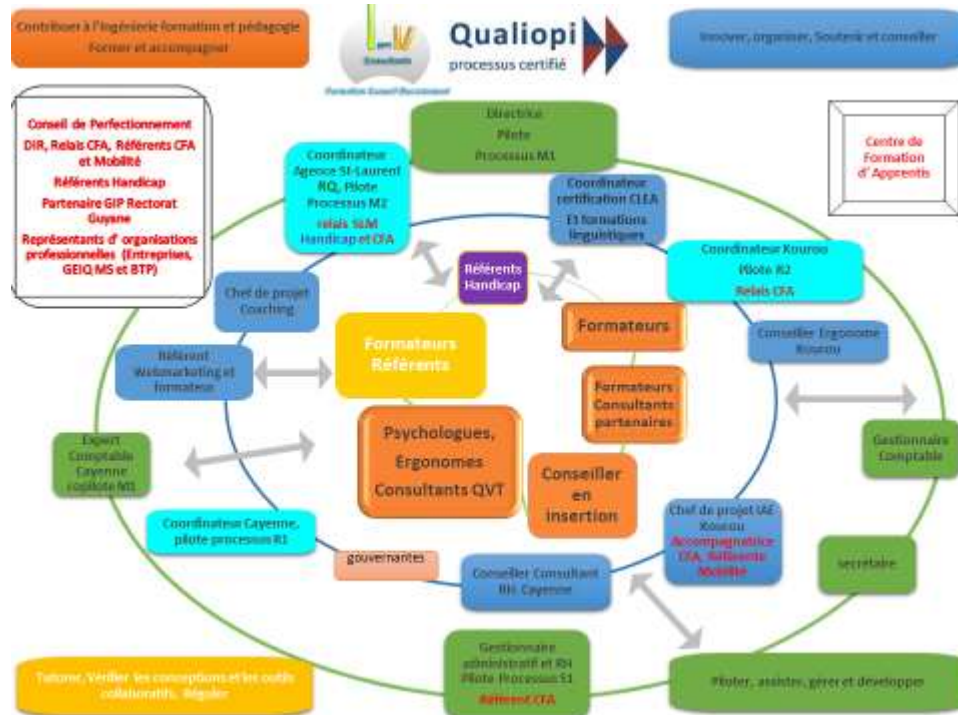 Contribuer à l'Ingénierie formation et pédagogie
Former et accompagner
Consultants
Formation Conseil Recrutement
Qualiopi
processus certifié
Innover, organiser, Soutenir et conseiller
Conseil de Perfectionnement
DIR, Relais CFA, Référents CFA
et Mobilité
Référents Handicap
Partenaire GIP Rectorat
Guyane
Représentants d' organisations
professionnelles (Entreprises,
GEIQ MS et BTP)
Directrice
Pilote
Processus M1
Centre de
Formation
d' Apprentis
Coordinateur
Agence St-Laurent
RQ, Pilote
Processus M2
relais SLM
Handicap et CFA
Coordinateur
certification CLEA
Et formations
linguistiques
Coordinateur Kourou
Pilote R2
Relais CFA
Référents
Handicap
Chef de projet
Coaching
Formateurs
Référents
Formateurs
Conseiller Ergonome
Kourou
Référent
Webmarketing et
formateur
Formateurs
Consultants
partenaires
Psychologues,
Ergonomes
Consultants QVT
Expert
Comptable
Cayenne
copilote M1
Gestionnaire
Comptable
Conseiller
en
insertion
Coordinateur Cayenne,
pilote processus R1
Chef de projet IAE
Kourou
Accompagnatrice
CFA, Référente
Mobilité
gouvernantes
Conseiller Consultant
Cayenne
secrétaire
Gestionnaire
administratif et RH
Pilote Processus S1
Référent CFA
Tutorer, Vérifier les conceptions et les outils
collaboratifs, Réguler
Piloter, assister, gérer et développer